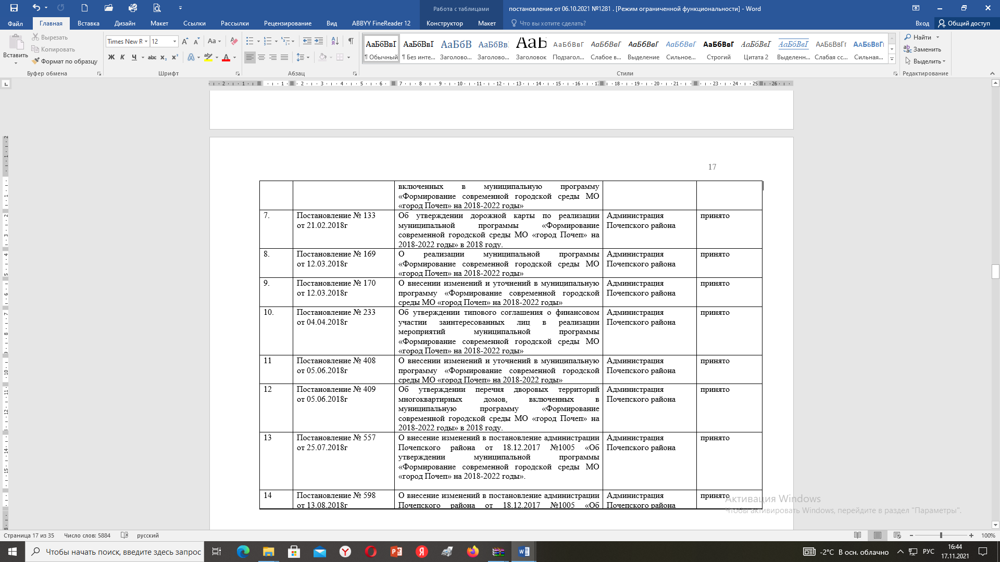 Работа с таблицами
постановление от 06.10.2021 №1281 . [Режим ограниченной функциональности] - Word
Файл Главная Вставка Дизайн Макет Ссылки Рассылки Рецензирование Вид ABBYY FineReader 12 Конструктор Макет Что вы хотите сделать? Вход Общий доступ
Вставить
Вырезать
Копировать
Формат по образцу
Буфер обмена
Times New R 12
Шрифт
Абзац
АаБбВвІ АаБбВвІ АаБбВ АаБбВв АаБ АаБбВвГ АаБбВвГ АаБбВвГ АаБбВвГ АаБбВвГ АаБбВвІ АаБбВвІ АаБбВвГг АаБбВвГг
¶ Обычный ¶ Без инте... Заголово... Заголово... Заголовок Подзагол... Слабое в... Выделение Сильное... Строгий Цитата 2 Выделенн... Слабая сс... Сильная...
Стили
Найти
Заменить
Выделить
Редактирование
17
включенных в муниципальную программу
«Формирование современной городской среды МО
«город Почеп» на 2018-2022 годы»
7. Постановление № 133 Об утверждении дорожной карты по реализации Администрация принято
от 21.02.2018г муниципальной программы «Формирование Почепского района
современной городской среды МО «город Почеп» на
2018-2022 годы» в 2018 году.
8. Постановление № 169 О реализации муниципальной программы Администрация принято
от 12.03.2018г «Формирование современной городской среды МО Почепского района
«город Почеп» на 2018-2022 годы»
9. Постановление № 170 О внесении изменений и уточнений в муниципальную Администрация принято
от 12.03.2018г программу «Формирование современной городской Почепского района
среды МО «город Почеп» на 2018-2022 годы»
10. Постановление № 233 Об утверждении типового соглашения о финансовом Администрация принято
от 04.04.2018г участии заинтересованных лиц в реализации Почепского района
мероприятий муниципальной программы
«Формирование современной городской среды МО
«город Почеп» на 2018-2022 годы»
11 Постановление № 408 О внесении изменений и уточнений в муниципальную Администрация принято
от 05.06.2018г программу «Формирование современной городской Почепского района
среды МО «город Почеп» на 2018-2022 годы»
12 Постановление № 409 Об утверждении перечня дворовых территорий Администрация принято
от 05.06.2018г многоквартирных домов, включенных в Почепского района
муниципальную программу «Формирование
современной городской среды МО «город Почеп» на
2018-2022 годы» в 2018 году.
13 Постановление № 557 О внесение изменений в постановление администрации Администрация принято
от 25.07.2018г Почепского района от 18.12.2017 №1005 «Об Почепского района
утверждении муниципальной программы
«Формирование современной городской среды МО
«город Почеп» на 2018-2022 годы».
14 Постановление № 598 О внесение изменений в постановление администрации Администрация принято
от 13.08.2018г Почепского района от 18.12.2017 №1005 «Об Почепского района
Активация Windows
Чтобы активировать Windows, перейдите в раздел "Параметры".
Страница 17 из 35 Число слов: 5884 русский 100%
Чтобы начать поиск, введите здесь запрос
-2°C В осн. облачно РУС 16:44
17.11.2021